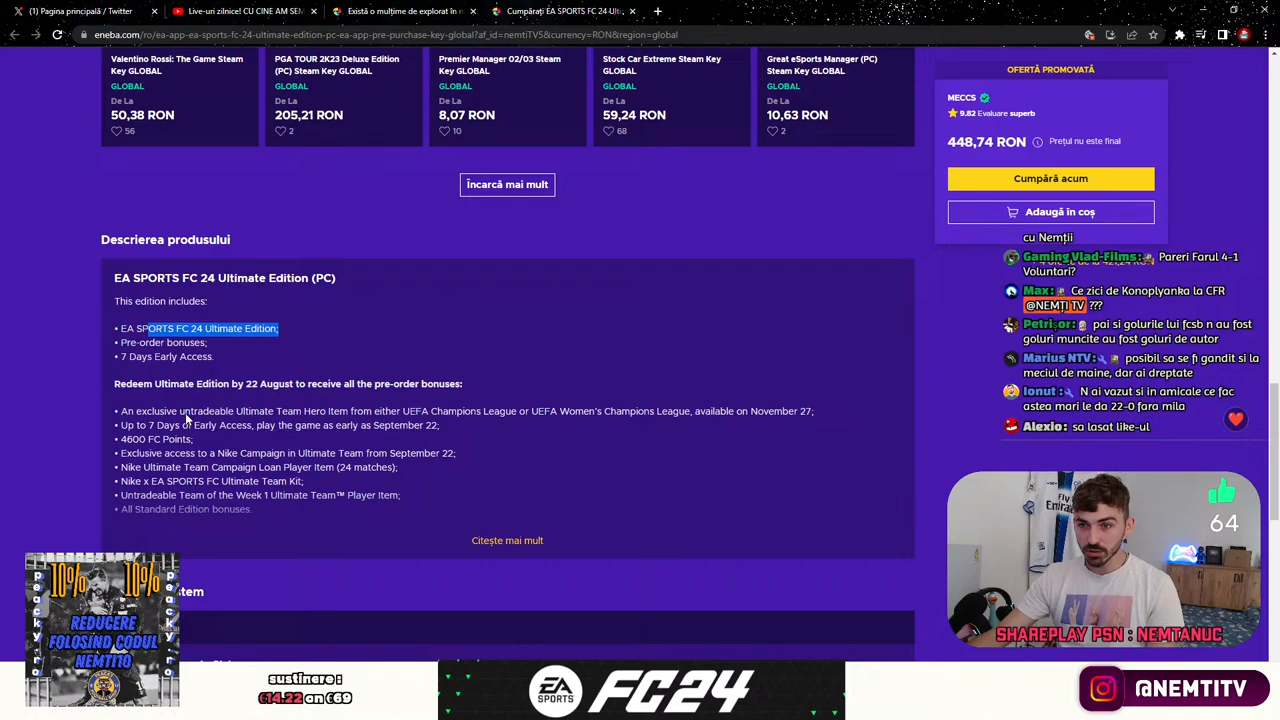 (1) Pagina principală / Twitter
Live-uri zilnice! CU CINE AM SEM
Există o mulțime de explorat în
Cumpărați EA SPORTS FC 24 Ulti
eneba.com/ro/ea-app-ea-sports-fc-24-ultimate-edition-pc-ea-app-pre-purchase-key-global?af_id=nemtiTVS&currency=RON&region=global
Valentino Rossi: The Game Steam
Key GLOBAL
GLOBAL
De La
50,38 RON
56
PGA TOUR 2K23 Deluxe Edition
(PC) Steam Key GLOBAL
GLOBAL
De La
205,21 RON
2
Premier Manager 02/03 Steam
Key GLOBAL
GLOBAL
De La
8,07 RON
10
Stock Car Extreme Steam Key
GLOBAL
GLOBAL
De La
59,24 RON
68
Great eSports Manager (PC)
Steam Key GLOBAL
GLOBAL
De La
10,63 RON
2
Încarcă mai mult
OFERTĂ PROMOVATĂ
MECCS
9.82 Evaluare superb
448,74 RON Prețul nu este final
Cumpără acum
Adaugă în coș
Descrierea produsului
EA SPORTS FC 24 Ultimate Edition (PC)
This edition includes:
• EA SPORTS FC 24 Ultimate Edition;
• Pre-order bonuses;
• 7 Days Early Access.
Redeem Ultimate Edition by 22 August to receive all the pre-order bonuses:
• An exclusive untradeable Ultimate Team Hero Item from either UEFA Champions League or UEFA Women's Champions League, available on November 27;
• Up to 7 Days of Early Access, play the game as early as September 22;
• 4600 FC Points;
• Exclusive access to a Nike Campaign in Ultimate Team from September 22;
• Nike Ultimate Team Campaign Loan Player Item (24 matches);
• Nike x EA SPORTS FC Ultimate Team Kit;
• Untradeable Team of the Week 1 Ultimate Team™ Player Item;
• All Standard Edition bonuses.
Citește mai mult
cu Nemții
Gaming Vlad-Films: Pareri Farul 4-1
Voluntari?
Max: Ce zici de Konoplyanka la CFR
@NEMȚI TV ???
Petrișor: pai si golurile lui fcsb n au fost
goluri muncite au fost goluri de autor
Marius NTV: posibil sa se fi gandit si la
meciul de maine, dar ai dreptate
Ionut: N ai vazut si in amicale ce fac
astea mari le da 22-0 fara mila
Alexio: sa lasat like-ul
64
SHAREPLAY PSN : NEMTANUC
10% 10%
REDUCERE
FOLOSIND CODUL
NEMTI10
stem
sustinere :
€14.22 an €69
EA
SPORTS
FC24
@NEMTITV